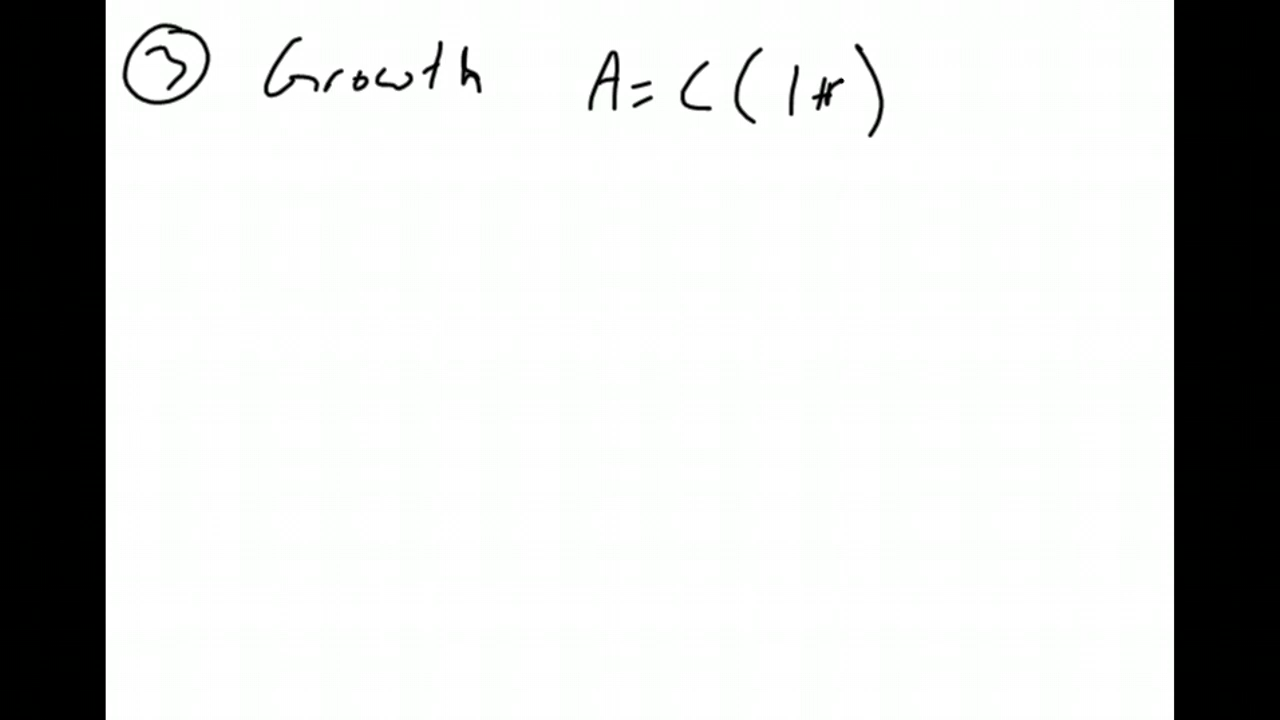 ③ Growth A = C(1+r)